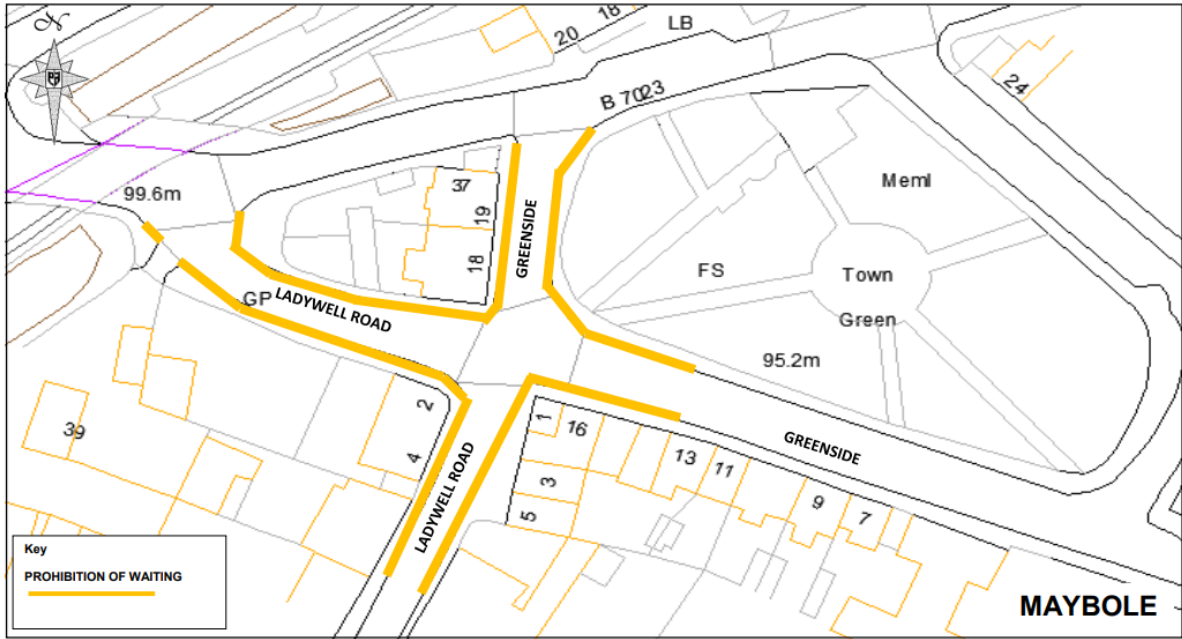 18
20
LB
B 7023
24
99.6m
37
Meml
19
GREENSIDE
18
FS
Town
GP
LADYWELL ROAD
Green
95.2m
2
1
16
39
4
13
11
GREENSIDE
LADYWELL ROAD
3
9
5
7
Key
PROHIBITION OF WAITING
MAYBOLE